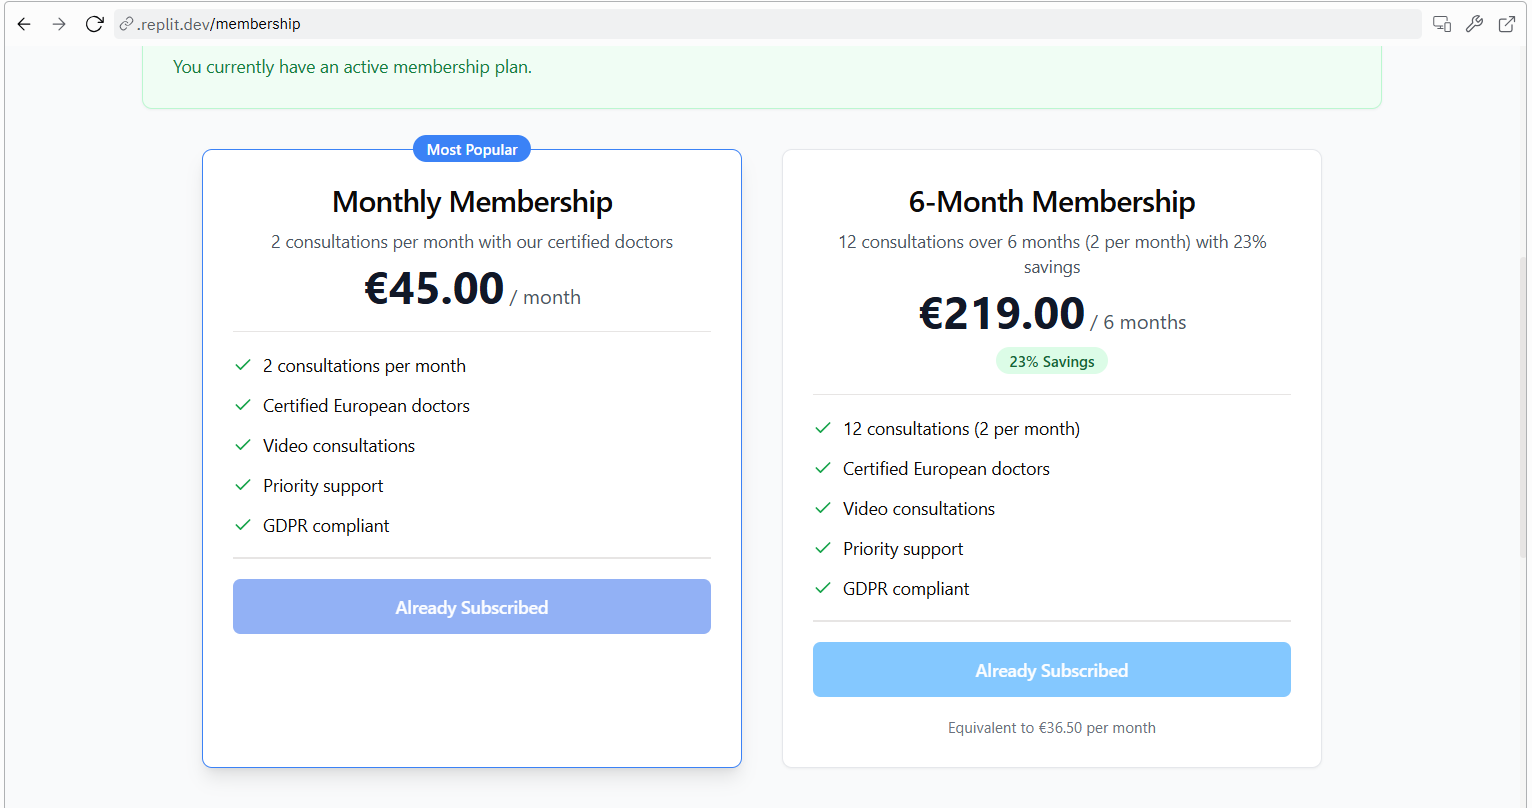 .replit.dev/membership
You currently have an active membership plan.
Most Popular
Monthly Membership
2 consultations per month with our certified doctors
€45.00 / month
2 consultations per month
Certified European doctors
Video consultations
Priority support
GDPR compliant
Already Subscribed
6-Month Membership
12 consultations over 6 months (2 per month) with 23%
savings
€219.00 / 6 months
23% Savings
12 consultations (2 per month)
Certified European doctors
Video consultations
Priority support
GDPR compliant
Already Subscribed
Equivalent to €36.50 per month